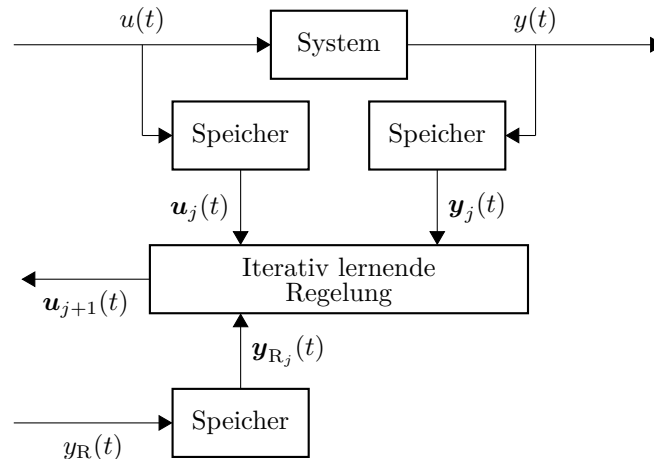 u(t)
System
y(t)
Speicher
Speicher
u_j(t)
y_j(t)
Iterativ lernende
Regelung
u_{j+1}(t)
y_{R_j}(t)
Speicher
y_R(t)